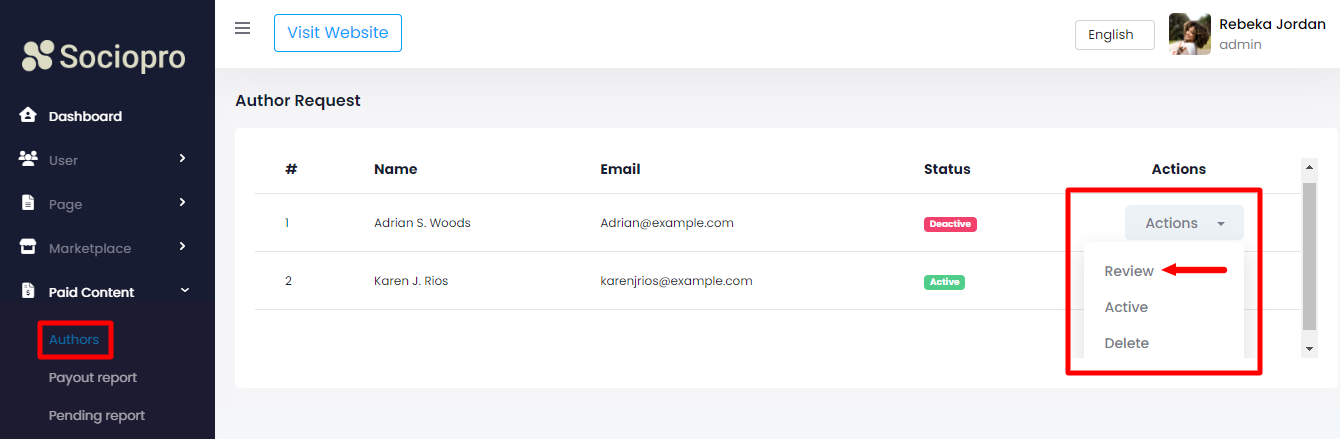 Sociopro
Dashboard
User
Page
Marketplace
Paid Content
Authors
Payout report
Pending report
Visit Website
English
Rebeka Jordan
admin
Author Request
# Name Email Status Actions
1 Adrian S. Woods Adrian@example.com Deactive Actions
2 Karen J. Rios karenjrios@example.com Active
Review
Active
Delete